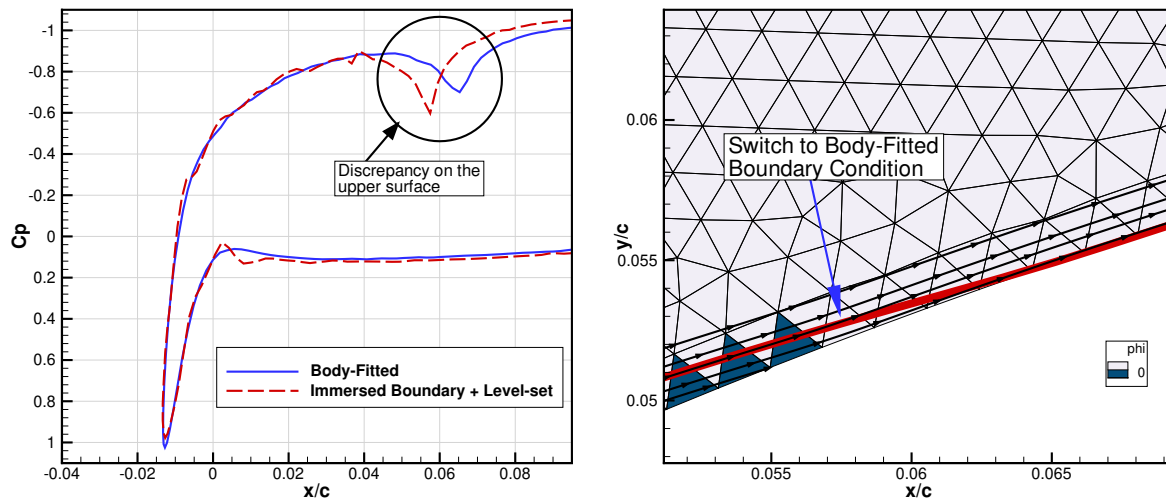 -1
-0.8
-0.6
-0.4
-0.2
0
0.2
0.4
0.6
0.8
1
Cp
-0.04
-0.02
0
0.02
0.04
0.06
0.08
x/c
Discrepancy on the
upper surface
Body-Fitted
Immersed Boundary + Level-set
0.06
0.055
0.05
y/c
Switch to Body-Fitted
Boundary Condition
phi
0
0.055
0.06
0.065
x/c